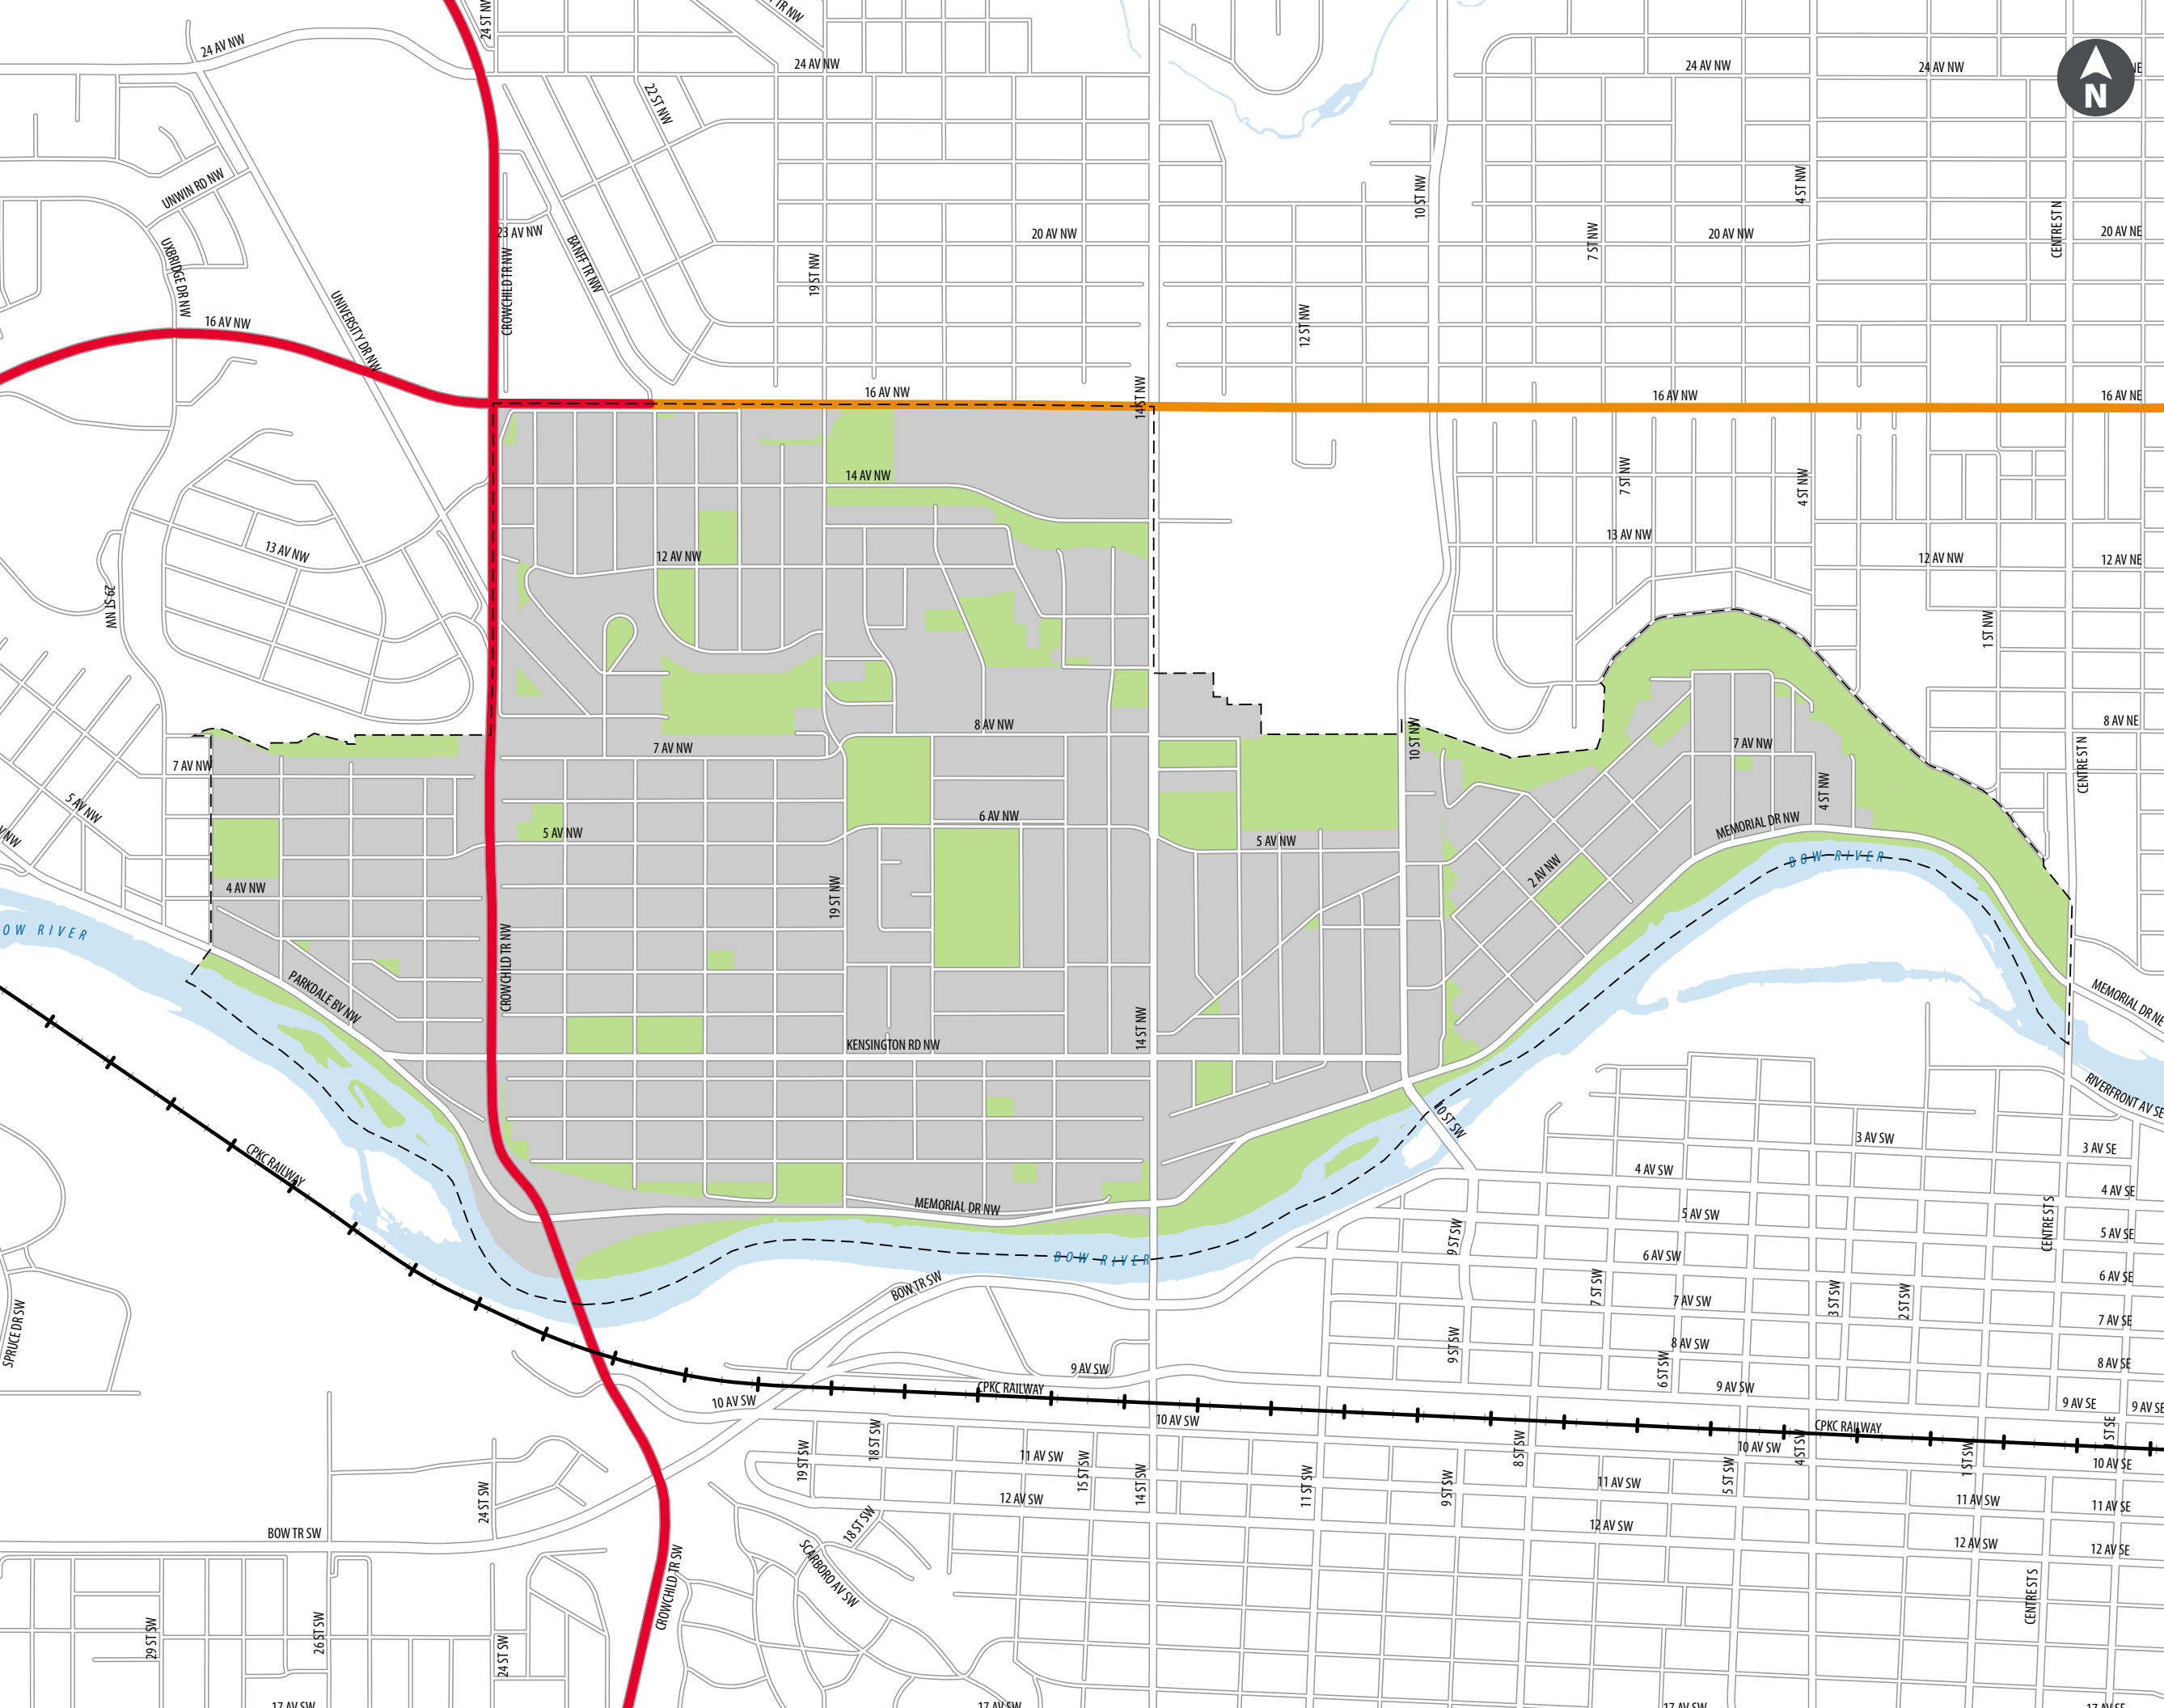 24 ST NW
TR NW
24 AV NW
24 AV NW
24 AV NW
24 AV NW
NE
N
22 ST NW
UNWIN RD NW
10 ST NW
4 ST NW
23 AV NW
20 AV NW
7 ST NW
20 AV NW
CENTRE ST N
20 AV NE
UXBRIDGE DR NW
CROWCHILD TR NW
BANFF TR NW
19 ST NW
16 AV NW
UNIVERSITY DR NW
12 ST NW
16 AV NW
14 ST NW
16 AV NW
16 AV NE
14 AV NW
7 ST NW
4 ST NW
13 AV NW
12 AV NW
13 AV NW
12 AV NW
12 AV NE
29 ST NW
1 ST NW
8 AV NW
8 AV NE
7 AV NW
7 AV NW
10 ST NW
7 AV NW
CENTRE ST N
5 AV NW
V NW
5 AV NW
6 AV NW
5 AV NW
4 ST NW
MEMORIAL DR NW
BOW RIVER
4 AV NW
19 ST NW
2 AV NW
OW RIVER
CROWCHILD TR NW
PARKDALE BV NW
MEMORIAL DR NE
KENSINGTON RD NW
14 ST NW
RIVERFRONT AV SE
10 ST SW
CPKC RAILWAY
3 AV SW
3 AV SE
4 AV SW
4 AV SE
MEMORIAL DR NW
5 AV SW
CENTRE ST S
5 AV SE
BOW RIVER
9 ST SW
6 AV SW
6 AV SE
BOW TR SW
7 ST SW
7 AV SW
3 ST SW
2 ST SW
7 AV SE
SPRUCE DR SW
9 ST SW
8 AV SW
8 AV SE
9 AV SW
6 ST SW
CPKC RAILWAY
9 AV SW
10 AV SW
9 AV SE
9 AV SE
10 AV SW
CPKC RAILWAY
1 ST SE
10 AV SW
4 ST SW
19 ST SW
18 ST SW
11 AV SW
15 ST SW
14 ST SW
11 ST SW
9 ST SW
8 ST SW
11 AV SW
5 ST SW
1 ST SW
10 AV SE
24 ST SW
12 AV SW
11 AV SW
11 AV SE
BOW TR SW
18 ST SW
12 AV SW
12 AV SW
12 AV SE
SCARBORO AV SW
CROWCHILD TR SW
CENTRE ST S
29 ST SW
26 ST SW
24 ST SW
17 AV SW
17 AV SW
17 AV SW
17 AV SE